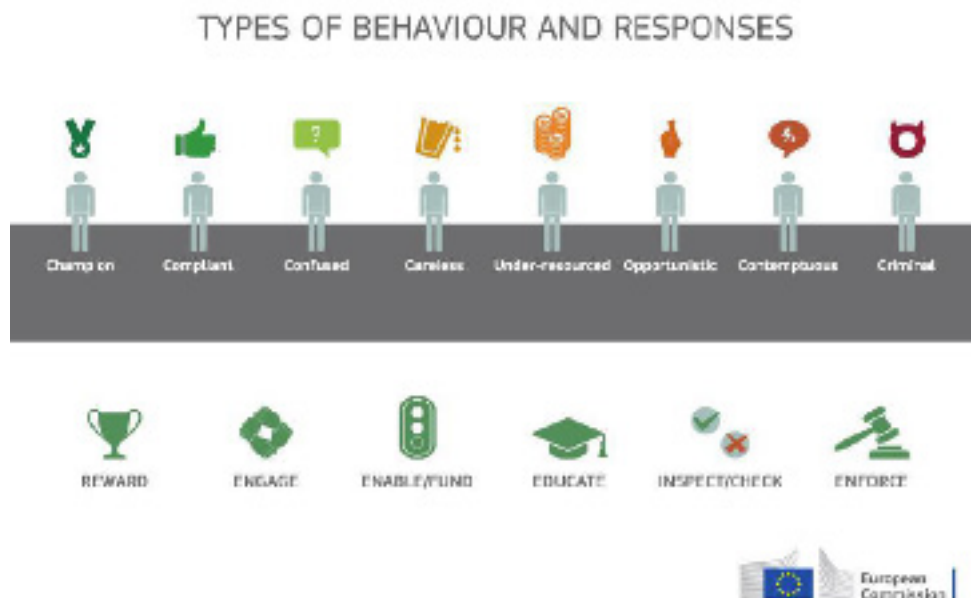 TYPES OF BEHAVIOUR AND RESPONSES
?
Champion Compliant Confused Careless Under-resourced Opportunistic Contemptuous Criminal
REWARD ENGAGE ENABLE/FUND EDUCATE INSPECT/CHECK ENFORCE
European
Commission